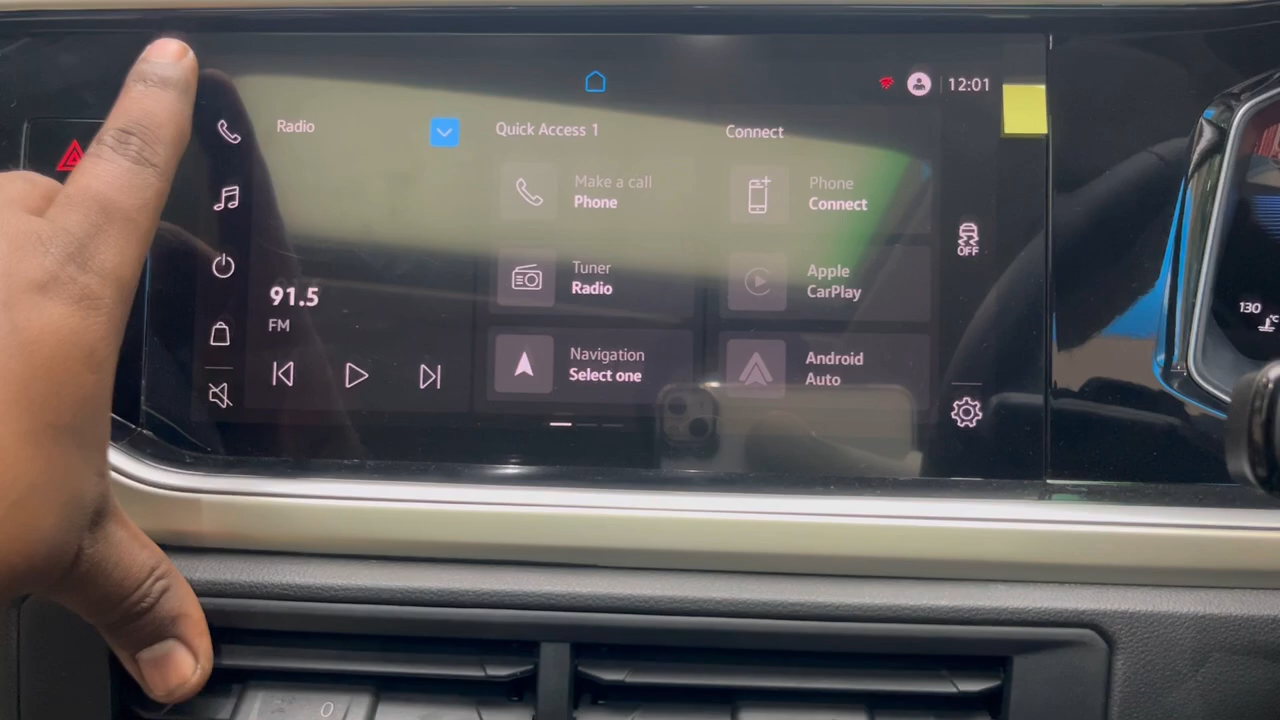 12:01
Radio
Quick Access 1
Connect
Make a call
Phone
Phone
Connect
OFF
Tuner
Radio
Apple
CarPlay
91.5
FM
130 °C
Navigation
Select one
Android
Auto
0